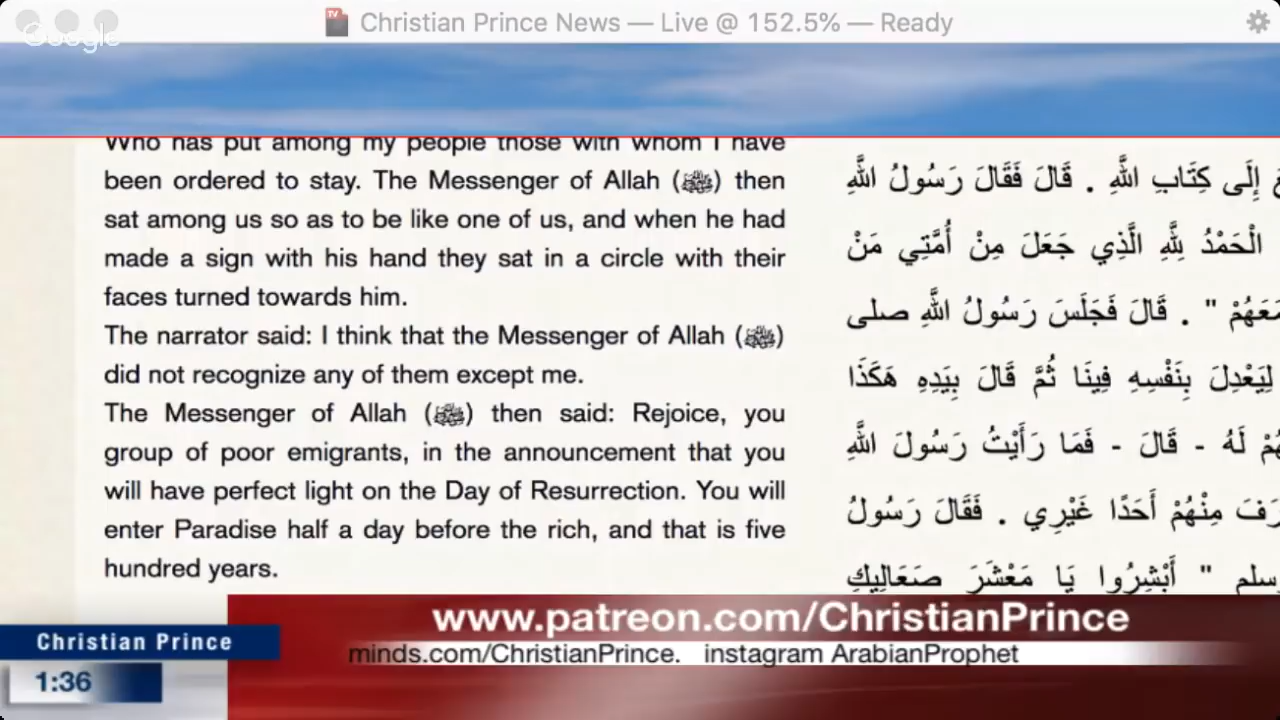 Christian Prince News — Live @ 152.5% — Ready
Google
Who has put among my people those with whom I have
been ordered to stay. The Messenger of Allah (ﷺ) then
sat among us so as to be like one of us, and when he had
made a sign with his hand they sat in a circle with their
faces turned towards him.
The narrator said: I think that the Messenger of Allah (ﷺ)
did not recognize any of them except me.
The Messenger of Allah (ﷺ) then said: Rejoice, you
group of poor emigrants, in the announcement that you
will have perfect light on the Day of Resurrection. You will
enter Paradise half a day before the rich, and that is five
hundred years.
إِلَى كِتَابِ اللَّهِ . قَالَ فَقَالَ رَسُولُ اللَّهِ
الْحَمْدُ لِلَّهِ الَّذِي جَعَلَ مِنْ أُمَّتِي مَنْ
" . قَالَ فَجَلَسَ رَسُولُ اللَّهِ صلى
لِيَعْدِلَ بِنَفْسِهِ فِينَا ثُمَّ قَالَ بِيَدِهِ هَكَذَا
لَهُ - قَالَ - فَمَا رَأَيْتُ رَسُولَ اللَّهِ
مِنْهُمْ أَحَدًا غَيْرِي . فَقَالَ رَسُولُ
" أَبْشِرُوا يَا مَعْشَرَ صَعَالِيكِ
www.patreon.com/ChristianPrince
Christian Prince
minds.com/ChristianPrince. instagram ArabianProphet
1:36